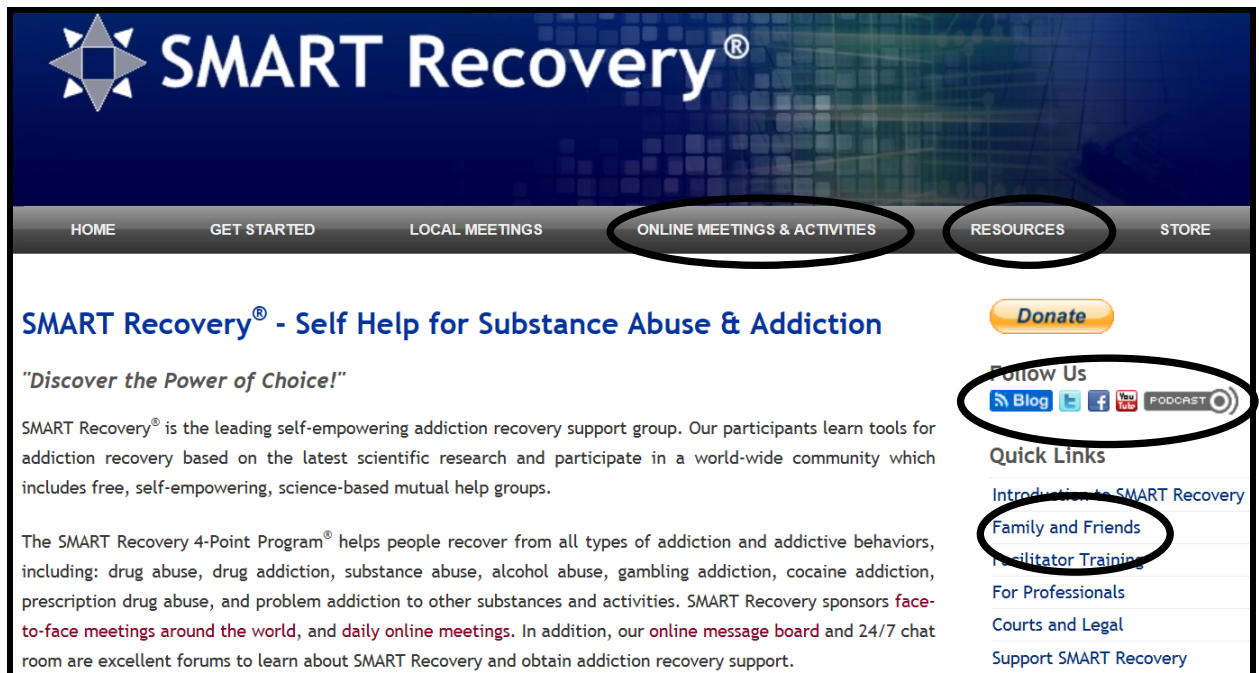 SMART Recovery®
HOME GET STARTED LOCAL MEETINGS ONLINE MEETINGS & ACTIVITIES RESOURCES STORE
SMART Recovery® - Self Help for Substance Abuse & Addiction
"Discover the Power of Choice!"
SMART Recovery® is the leading self-empowering addiction recovery support group. Our participants learn tools for
addiction recovery based on the latest scientific research and participate in a world-wide community which
includes free, self-empowering, science-based mutual help groups.
The SMART Recovery 4-Point Program® helps people recover from all types of addiction and addictive behaviors,
including: drug abuse, drug addiction, substance abuse, alcohol abuse, gambling addiction, cocaine addiction,
prescription drug abuse, and problem addiction to other substances and activities. SMART Recovery sponsors face-
to-face meetings around the world, and daily online meetings. In addition, our online message board and 24/7 chat
room are excellent forums to learn about SMART Recovery and obtain addiction recovery support.
Donate
Follow Us
Blog t f You Tube PODCAST
Quick Links
Introduction to SMART Recovery
Family and Friends
Facilitator Training
For Professionals
Courts and Legal
Support SMART Recovery